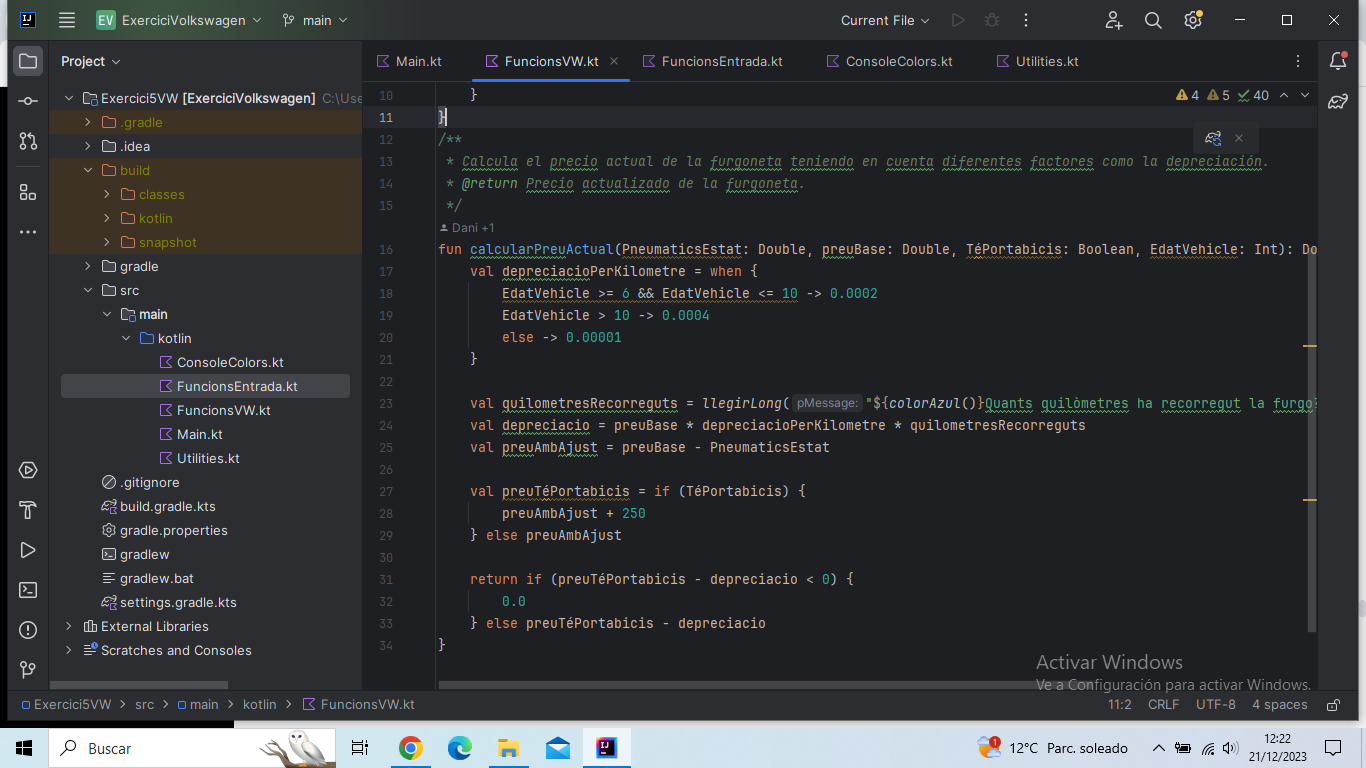 EV ExerciciVolkswagen main Current File
Project
Main.kt FuncionsVW.kt FuncionsEntrada.kt ConsoleColors.kt Utilities.kt
Exercici5VW [ExerciciVolkswagen] C:\Use
.gradle
.idea
build
classes
kotlin
snapshot
gradle
src
main
kotlin
ConsoleColors.kt
FuncionsEntrada.kt
FuncionsVW.kt
Main.kt
Utilities.kt
.gitignore
build.gradle.kts
gradle.properties
gradlew
gradlew.bat
settings.gradle.kts
External Libraries
Scratches and Consoles
4 5 40
10 }
11 }
12 /**
13 * Calcula el precio actual de la furgoneta teniendo en cuenta diferentes factores como la depreciación.
14 * @return Precio actualizado de la furgoneta.
15 */
Dani +1
16 fun calcularPreuActual(PneumaticsEstat: Double, preuBase: Double, TéPortabicis: Boolean, EdatVehicle: Int): Do
17 val depreciacioPerKilometre = when {
18 EdatVehicle >= 6 && EdatVehicle <= 10 -> 0.0002
19 EdatVehicle > 10 -> 0.0004
20 else -> 0.00001
21 }
22
23 val quilometresRecorreguts = llegirLong( pMessage: "${colorAzul()}Quants quilòmetres ha recorregut la furgo?
24 val depreciacio = preuBase * depreciacioPerKilometre * quilometresRecorreguts
25 val preuAmbAjust = preuBase - PneumaticsEstat
26
27 val preuTéPortabicis = if (TéPortabicis) {
28 preuAmbAjust + 250
29 } else preuAmbAjust
30
31 return if (preuTéPortabicis - depreciacio < 0) {
32 0.0
33 } else preuTéPortabicis - depreciacio
34 }
Activar Windows
Ve a Configuración para activar Windows.
Exercici5VW > src > main > kotlin > FuncionsVW.kt 11:2 CRLF UTF-8 4 spaces
Buscar
1 12°C Parc. soleado
12:22
21/12/2023